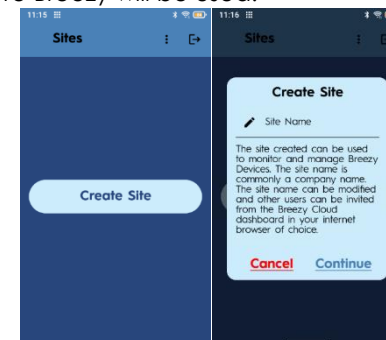 11:15
Sites
Create Site
11:16
Sites
Create Site
Site Name
The site created can be used
to monitor and manage Breezy
Devices. The site name is
commonly a company name.
The site name can be modified
and other users can be invited
from the Breezy Cloud
dashboard in your internet
browser of choice.
Cancel Continue